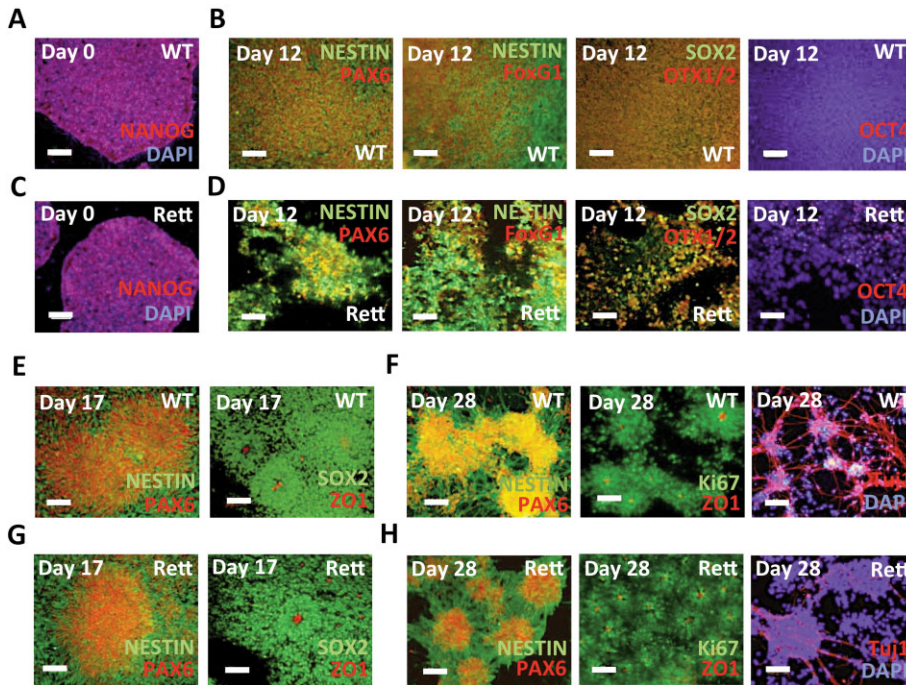 A
Day 0 WT
NANOG
DAPI
B
Day 12 NESTIN
PAX6
WT
Day 12 NESTIN
FoxG1
WT
Day 12 SOX2
OTX1/2
WT
Day 12 WT
OCT4
DAPI
C
Day 0 Rett
NANOG
DAPI
D
Day 12 NESTIN
PAX6
Rett
Day 12 NESTIN
FoxG1
Rett
Day 12 SOX2
OTX1/2
Rett
Day 12 Rett
OCT4
DAPI
E
Day 17 WT
NESTIN
PAX6
Day 17
SOX2
ZO1
F
Day 28 WT
NESTIN
PAX6
Day 28 WT
Ki67
ZO1
Day 28 WT
Tuj1
DAPI
G
Day 17 Rett
NESTIN
PAX6
Day 17
SOX2
ZO1
H
Day 28 Rett
NESTIN
PAX6
Day 28 Rett
Ki67
ZO1
Day 28 Rett
Tuj1
DAPI